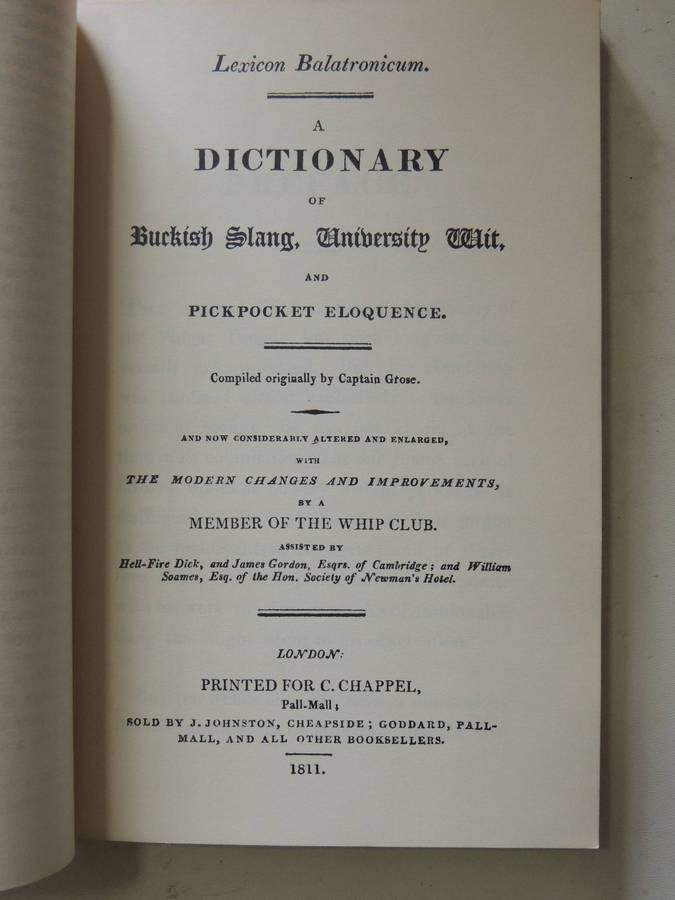 Lexicon Balatronicum.
A
DICTIONARY
OF
Buckish Slang, University Wit,
AND
PICKPOCKET ELOQUENCE.
Compiled originally by Captain Grose.
AND NOW CONSIDERABLY ALTERED AND ENLARGED,
WITH
THE MODERN CHANGES AND IMPROVEMENTS,
BY A
MEMBER OF THE WHIP CLUB.
ASSISTED BY
Hell-Fire Dick, and James Gordon, Esqrs. of Cambridge; and William
Soames, Esq. of the Hon. Society of Newman's Hotel.
LONDON:
PRINTED FOR C. CHAPPEL,
Pall-Mall;
SOLD BY J. JOHNSTON, CHEAPSIDE; GODDARD, PALL-
MALL, AND ALL OTHER BOOKSELLERS.
1811.